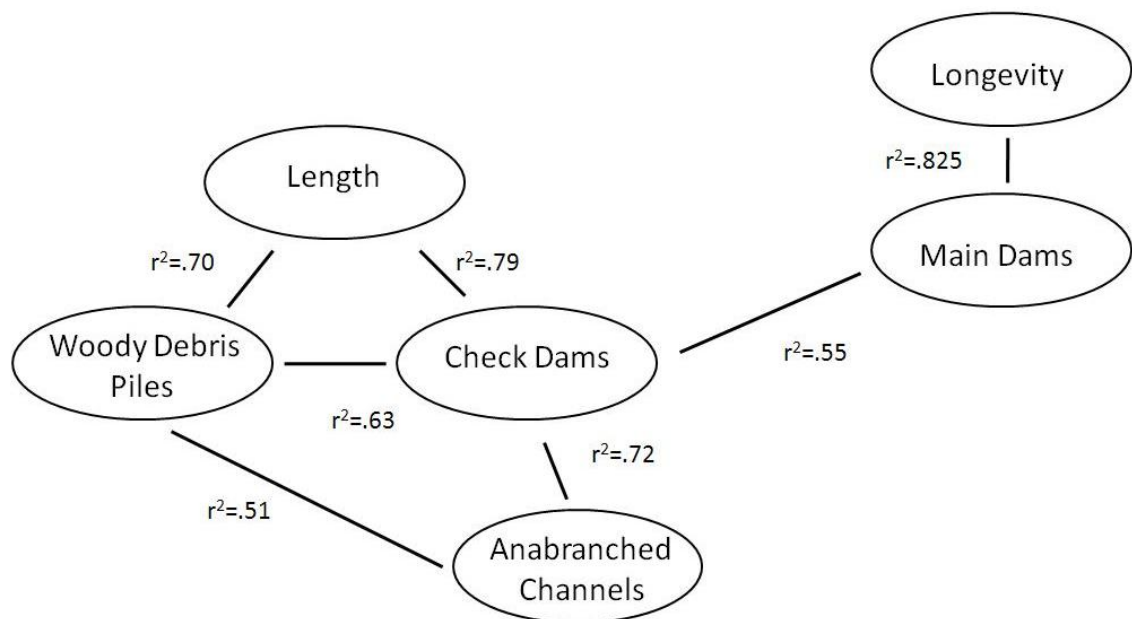 Longevity
r²=.825
Length
Main Dams
r²=.70
r²=.79
Woody Debris
Piles
Check Dams
r²=.55
r²=.63
r²=.72
r²=.51
Anabranched
Channels